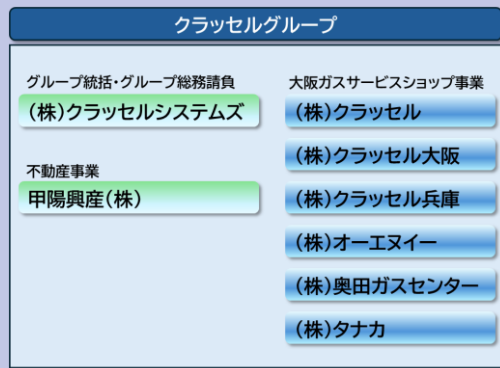 クラッセルグループ
グループ統括・グループ総務請負
(株)クラッセルシステムズ
不動産事業
甲陽興産(株)
大阪ガスサービスショップ事業
(株)クラッセル
(株)クラッセル大阪
(株)クラッセル兵庫
(株)オーエヌイー
(株)奥田ガスセンター
(株)タナカ